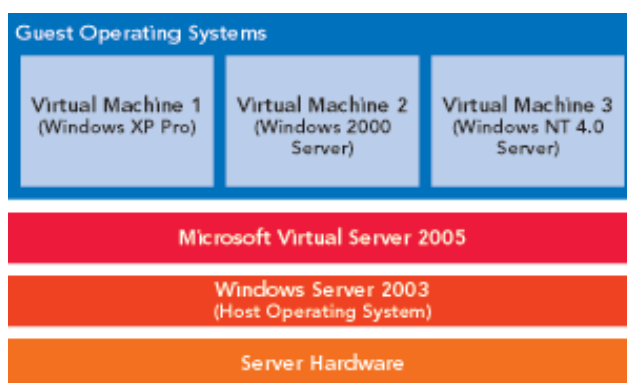 Guest Operating Systems
Virtual Machine 1
(Windows XP Pro)
Virtual Machine 2
(Windows 2000
Server)
Virtual Machine 3
(Windows NT 4.0
Server)
Microsoft Virtual Server 2005
Windows Server 2003
(Host Operating System)
Server Hardware